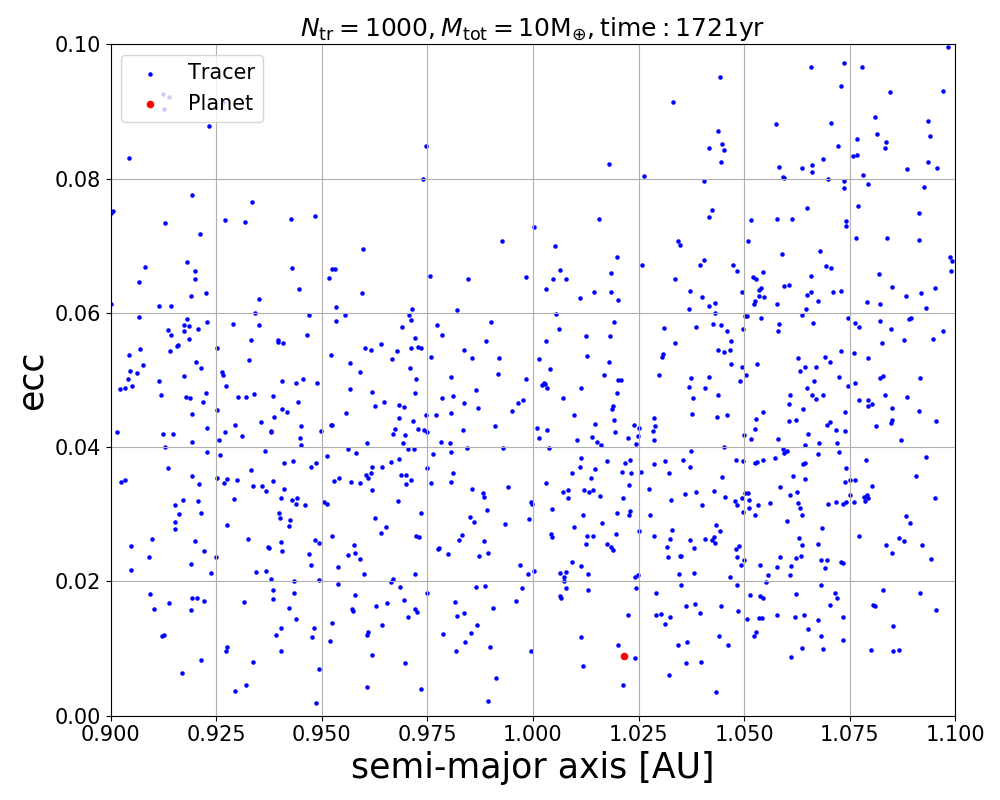 N_tr = 1000, M_tot = 10M_⊕, time : 1721yr
Tracer
Planet
ecc
0.10
0.08
0.06
0.04
0.02
0.00
0.900 0.925 0.950 0.975 1.000 1.025 1.050 1.075 1.100
semi-major axis [AU]